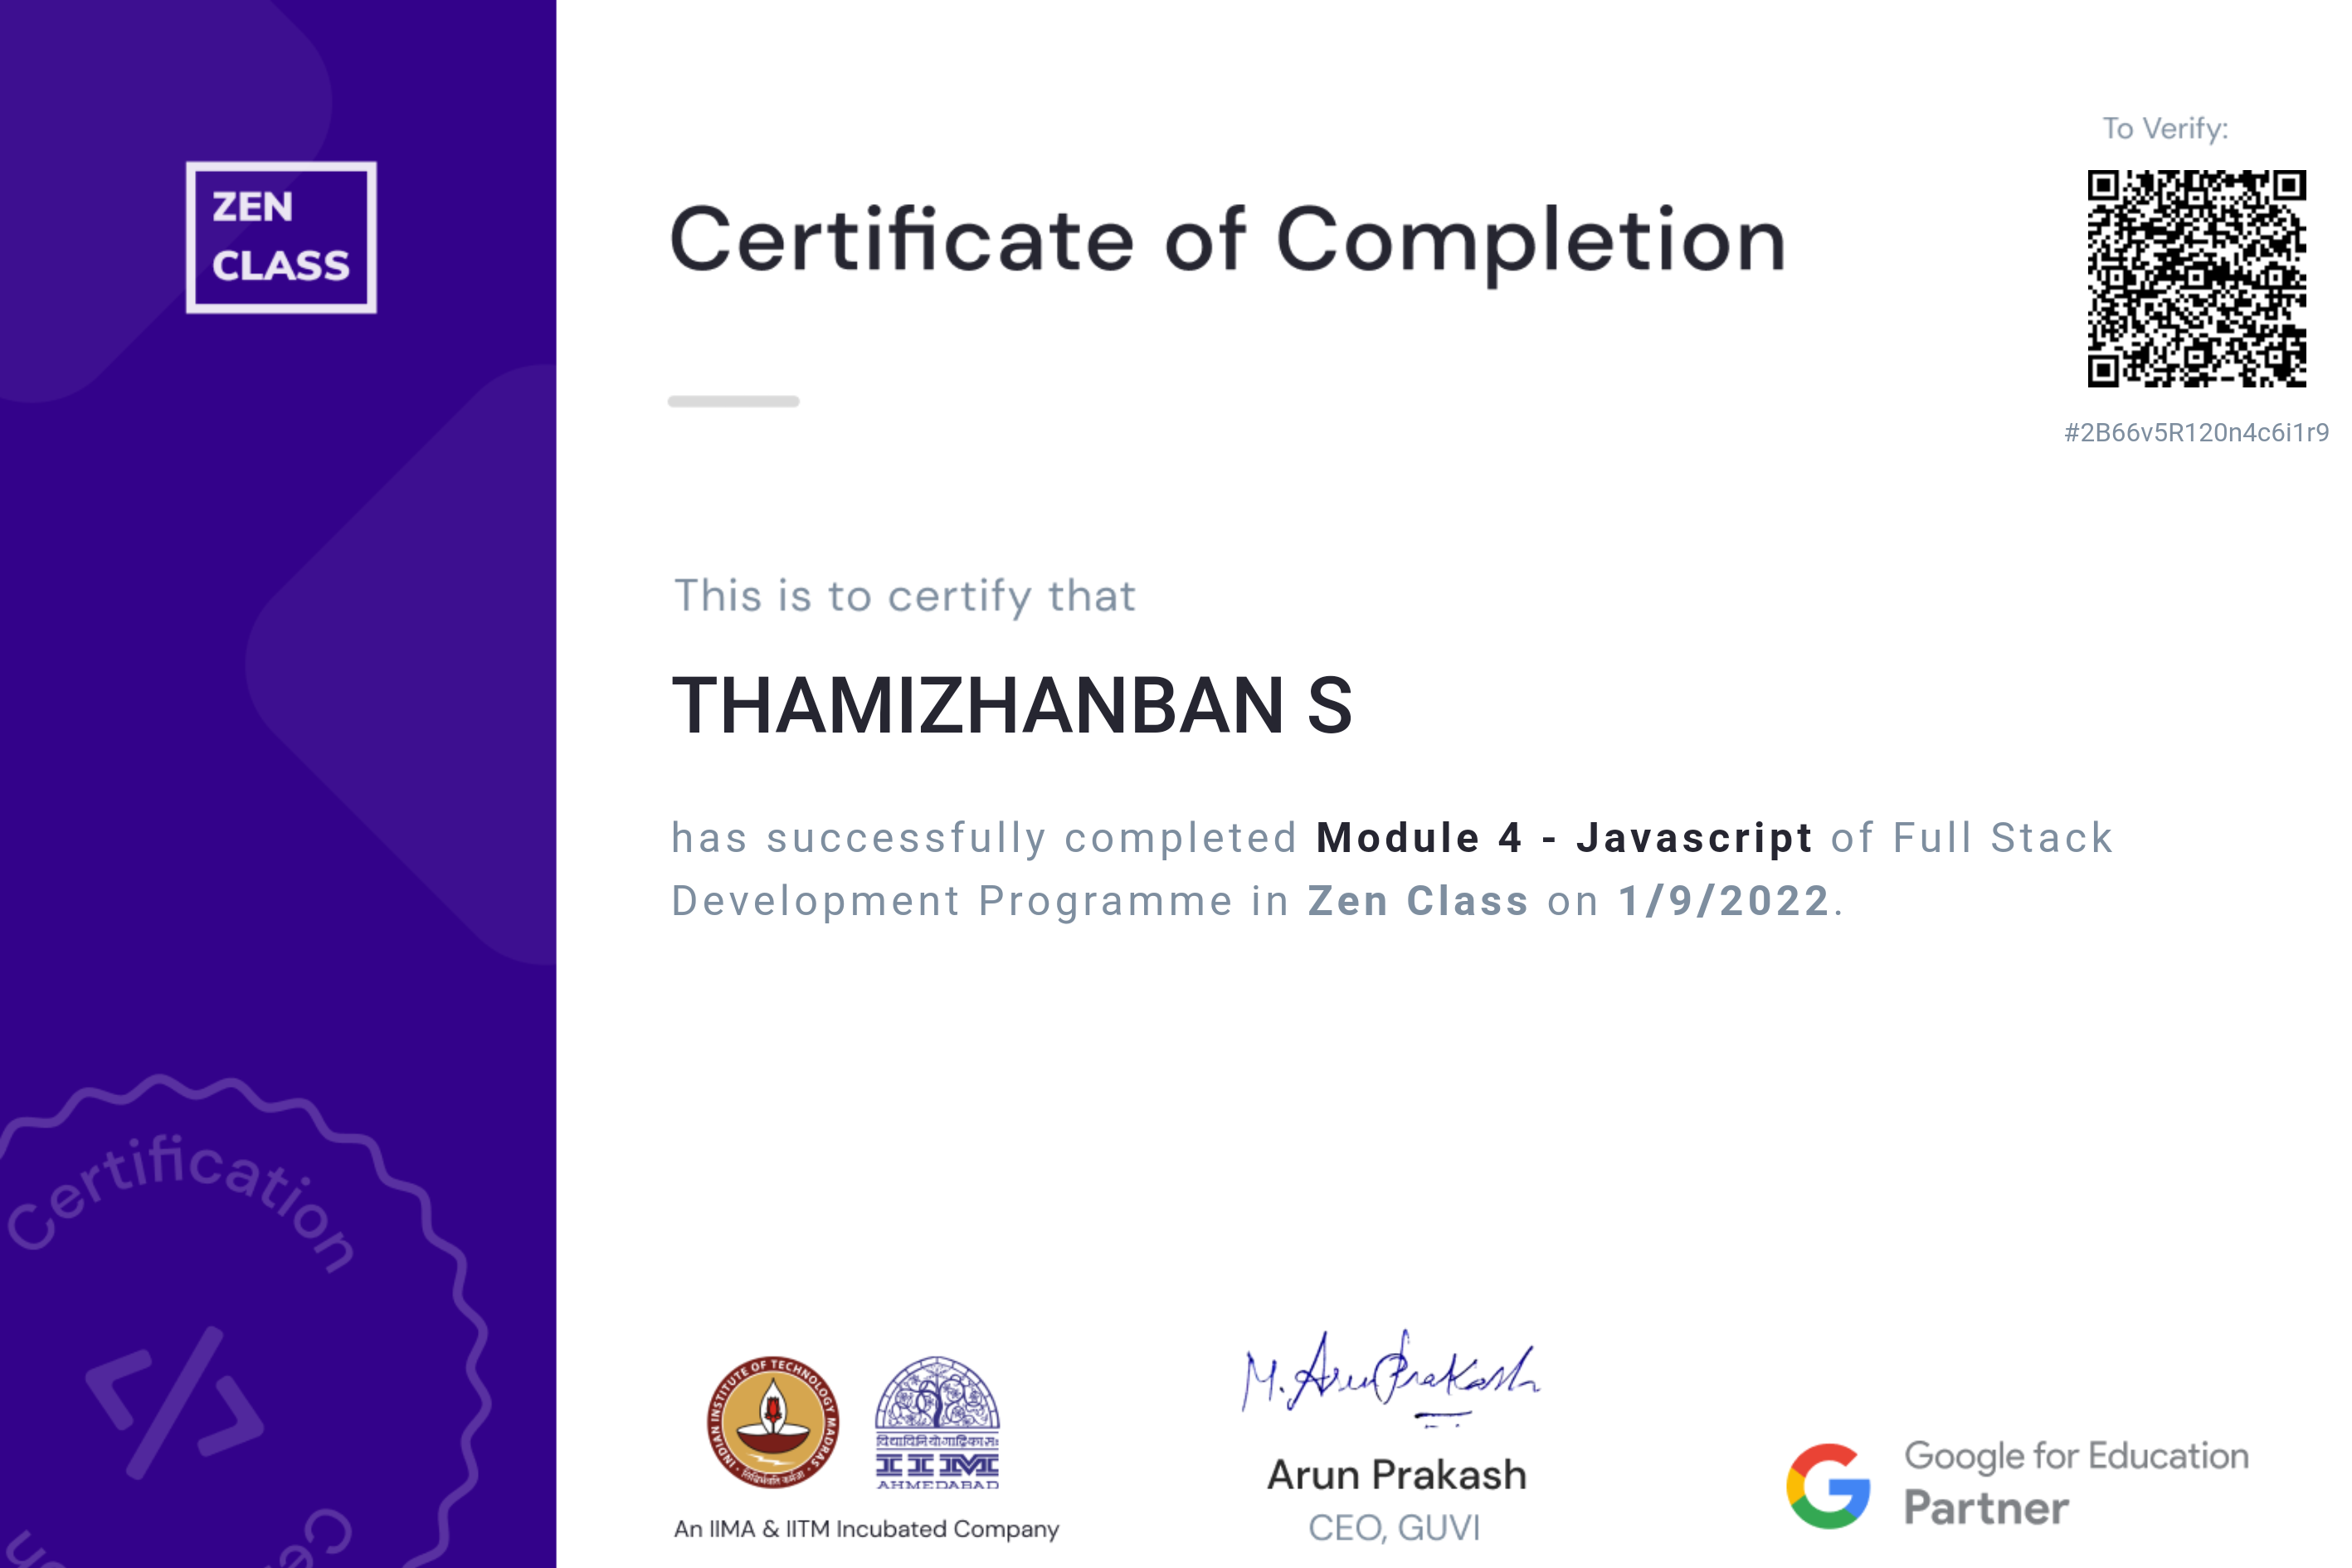 ZEN
CLASS
To Verify:
Certificate of Completion
#2B66v5R120n4c6i1r9
This is to certify that
THAMIZHANBAN S
has successfully completed Module 4 - Javascript of Full Stack
Development Programme in Zen Class on 1/9/2022.
Certification
</>
INDIAN INSTITUTE OF TECHNOLOGY MADRAS
IIM
AHMEDABAD
An IIMA & IITM Incubated Company
M. Arun Prakash
Arun Prakash
CEO, GUVI
Google for Education
Partner